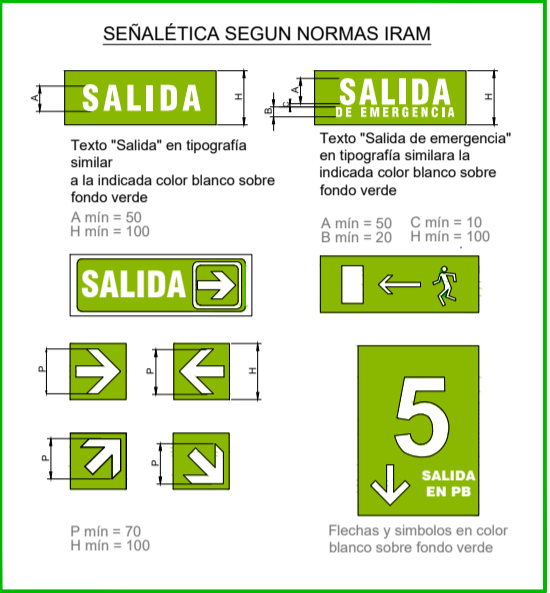 SEÑALÉTICA SEGUN NORMAS IRAM
A
SALIDA
H
Texto "Salida" en tipografía
similar
a la indicada color blanco sobre
fondo verde
A mín = 50
H mín = 100
B
C
A
SALIDA
DE EMERGENCIA
H
Texto "Salida de emergencia"
en tipografía similara la
indicada color blanco sobre
fondo verde
A mín = 50 C mín = 10
B mín = 20 H mín = 100
SALIDA
P
P
H
P
P
P mín = 70
H mín = 100
5
SALIDA
EN PB
Flechas y simbolos en color
blanco sobre fondo verde